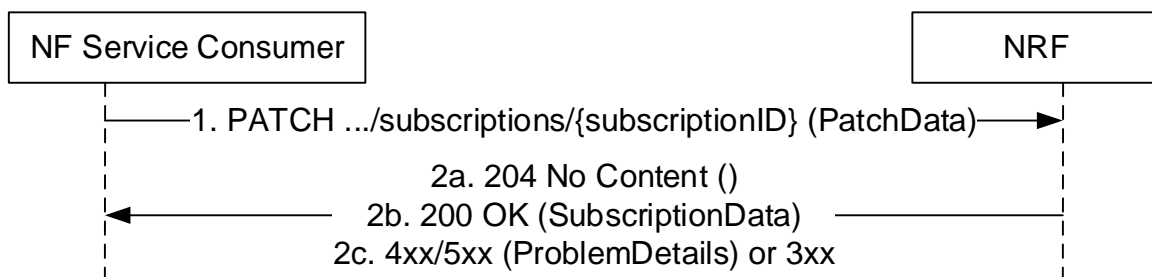 NF Service Consumer
NRF
1. PATCH .../subscriptions/{subscriptionID} (PatchData)
2a. 204 No Content ()
2b. 200 OK (SubscriptionData)
2c. 4xx/5xx (ProblemDetails) or 3xx